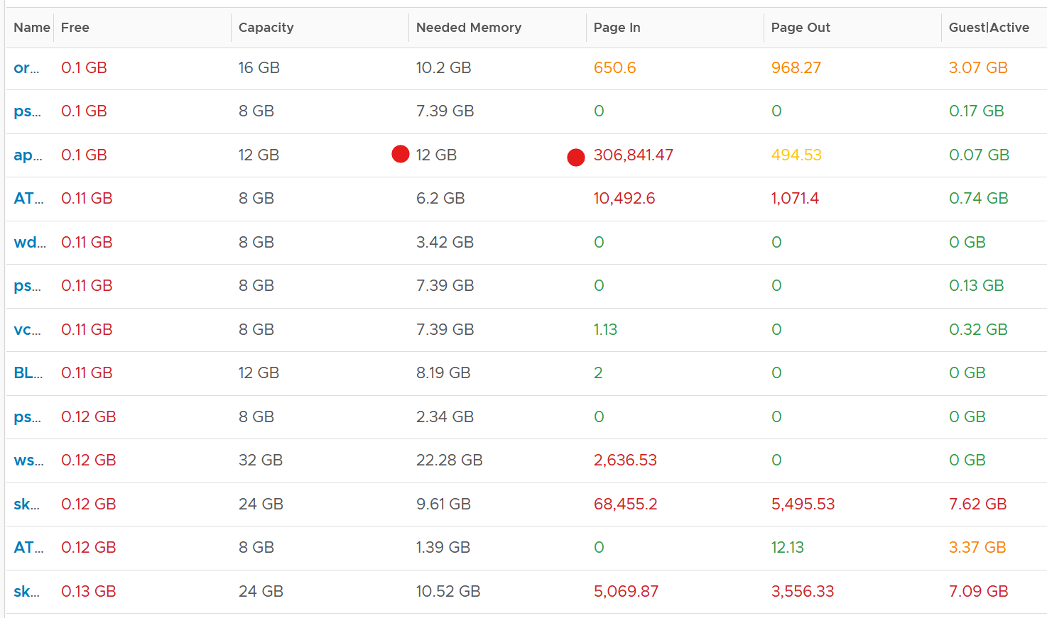 Name Free Capacity Needed Memory Page In Page Out Guest|Active
or... 0.1 GB 16 GB 10.2 GB 650.6 968.27 3.07 GB
ps... 0.1 GB 8 GB 7.39 GB 0 0 0.17 GB
ap... 0.1 GB 12 GB 12 GB 306,841.47 494.53 0.07 GB
AT... 0.11 GB 8 GB 6.2 GB 10,492.6 1,071.4 0.74 GB
wd... 0.11 GB 8 GB 3.42 GB 0 0 0 GB
ps... 0.11 GB 8 GB 7.39 GB 0 0 0.13 GB
vc... 0.11 GB 8 GB 7.39 GB 1.13 0 0.32 GB
BL... 0.11 GB 12 GB 8.19 GB 2 0 0 GB
ps... 0.12 GB 8 GB 2.34 GB 0 0 0 GB
ws... 0.12 GB 32 GB 22.28 GB 2,636.53 0 0 GB
sk... 0.12 GB 24 GB 9.61 GB 68,455.2 5,495.53 7.62 GB
AT... 0.12 GB 8 GB 1.39 GB 0 12.13 3.37 GB
sk... 0.13 GB 24 GB 10.52 GB 5,069.87 3,556.33 7.09 GB